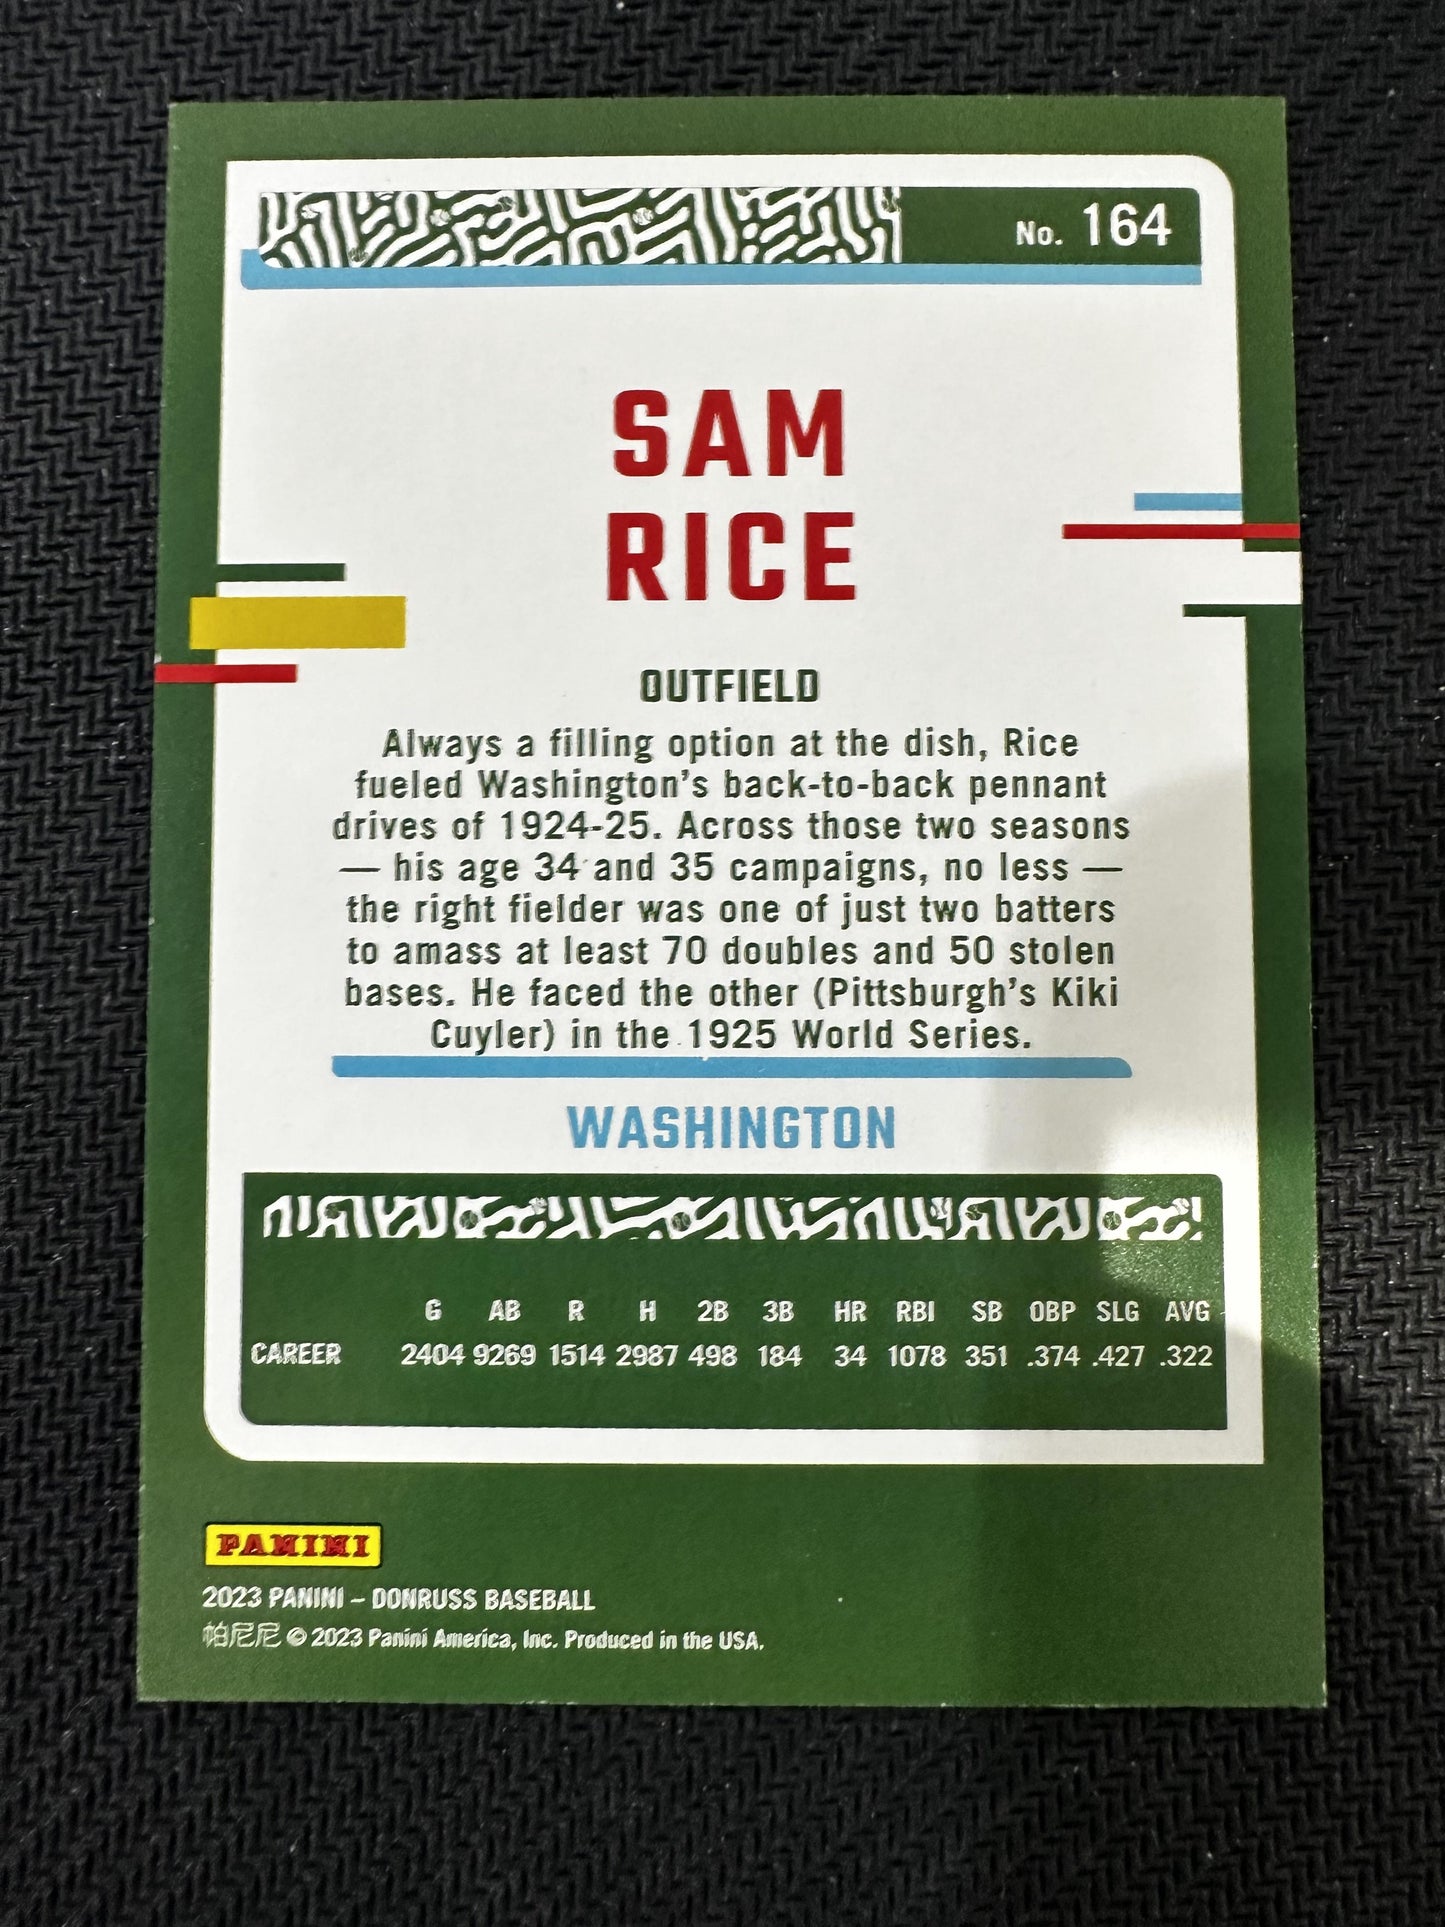 No. 164
SAM
RICE
OUTFIELD
Always a filling option at the dish, Rice
fueled Washington's back-to-back pennant
drives of 1924-25. Across those two seasons
— his age 34 and 35 campaigns, no less —
the right fielder was one of just two batters
to amass at least 70 doubles and 50 stolen
bases. He faced the other (Pittsburgh's Kiki
Cuyler) in the 1925 World Series.
WASHINGTON
G AB R H 2B 3B HR RBI SB OBP SLG AVG
CAREER 2404 9269 1514 2987 498 184 34 1078 351 .374 .427 .322
PANINI
2023 PANINI – DONRUSS BASEBALL
帕尼尼 © 2023 Panini America, Inc. Produced in the USA.